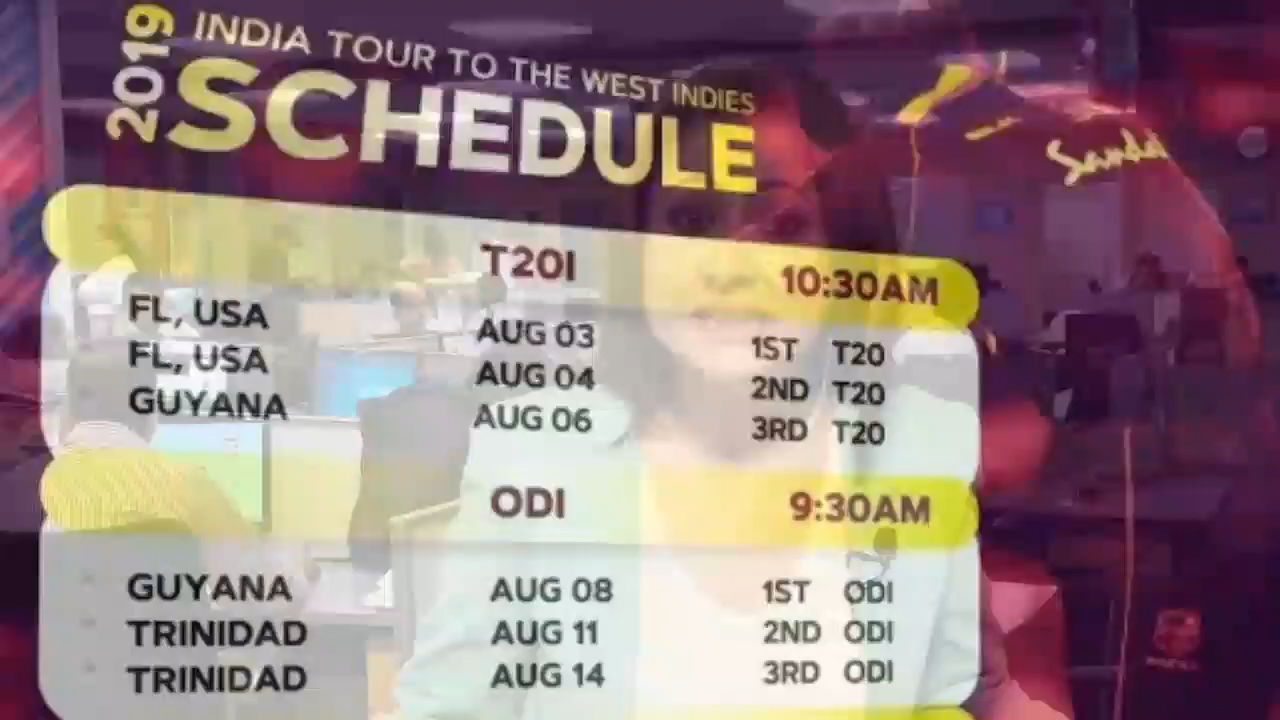 2019
INDIA TOUR TO THE WEST INDIES
SCHEDULE
T20I 10:30AM
FL, USA AUG 03 1ST T20
FL, USA AUG 04 2ND T20
GUYANA AUG 06 3RD T20
ODI 9:30AM
GUYANA AUG 08 1ST ODI
TRINIDAD AUG 11 2ND ODI
TRINIDAD AUG 14 3RD ODI